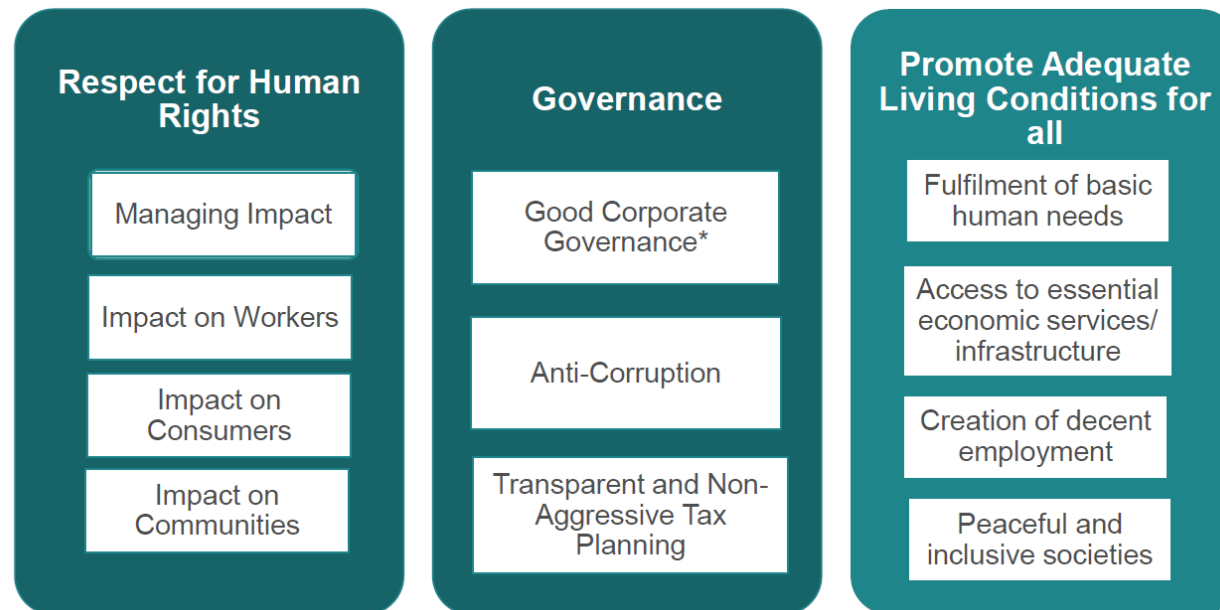 Respect for Human
Rights
Managing Impact
Impact on Workers
Impact on
Consumers
Impact on
Communities
Governance
Good Corporate
Governance*
Anti-Corruption
Transparent and Non-
Aggressive Tax
Planning
Promote Adequate
Living Conditions for
all
Fulfilment of basic
human needs
Access to essential
economic services/
infrastructure
Creation of decent
employment
Peaceful and
inclusive societies